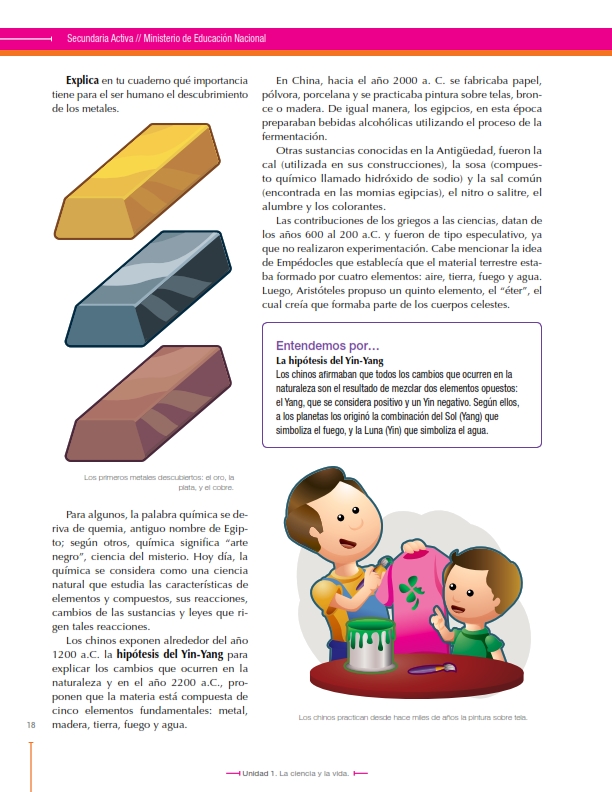 Secundaria Activa // Ministerio de Educación Nacional
Explica en tu cuaderno qué importancia
tiene para el ser humano el descubrimiento
de los metales.
Los primeros metales descubiertos: el oro, la
plata, y el cobre.
Para algunos, la palabra química se de-
riva de quemia, antiguo nombre de Egip-
to; según otros, química significa “arte
negro”, ciencia del misterio. Hoy día, la
química se considera como una ciencia
natural que estudia las características de
elementos y compuestos, sus reacciones,
cambios de las sustancias y leyes que ri-
gen tales reacciones.
Los chinos exponen alrededor del año
1200 a.C. la hipótesis del Yin-Yang para
explicar los cambios que ocurren en la
naturaleza y en el año 2200 a.C., pro-
ponen que la materia está compuesta de
cinco elementos fundamentales: metal,
madera, tierra, fuego y agua.
En China, hacia el año 2000 a. C. se fabricaba papel,
pólvora, porcelana y se practicaba pintura sobre telas, bron-
ce o madera. De igual manera, los egipcios, en esta época
preparaban bebidas alcohólicas utilizando el proceso de la
fermentación.
Otras sustancias conocidas en la Antigüedad, fueron la
cal (utilizada en sus construcciones), la sosa (compues-
to químico llamado hidróxido de sodio) y la sal común
(encontrada en las momias egipcias), el nitro o salitre, el
alumbre y los colorantes.
Las contribuciones de los griegos a las ciencias, datan de
los años 600 al 200 a.C. y fueron de tipo especulativo, ya
que no realizaron experimentación. Cabe mencionar la idea
de Empédocles que establecía que el material terrestre esta-
ba formado por cuatro elementos: aire, tierra, fuego y agua.
Luego, Aristóteles propuso un quinto elemento, el “éter”, el
cual creía que formaba parte de los cuerpos celestes.
Entendemos por…
La hipótesis del Yin-Yang
Los chinos afirmaban que todos los cambios que ocurren en la
naturaleza son el resultado de mezclar dos elementos opuestos:
el Yang, que se considera positivo y un Yin negativo. Según ellos,
a los planetas los originó la combinación del Sol (Yang) que
simboliza el fuego, y la Luna (Yin) que simboliza el agua.
Los chinos practican desde hace miles de años la pintura sobre tela.
18
Unidad 1. La ciencia y la vida.